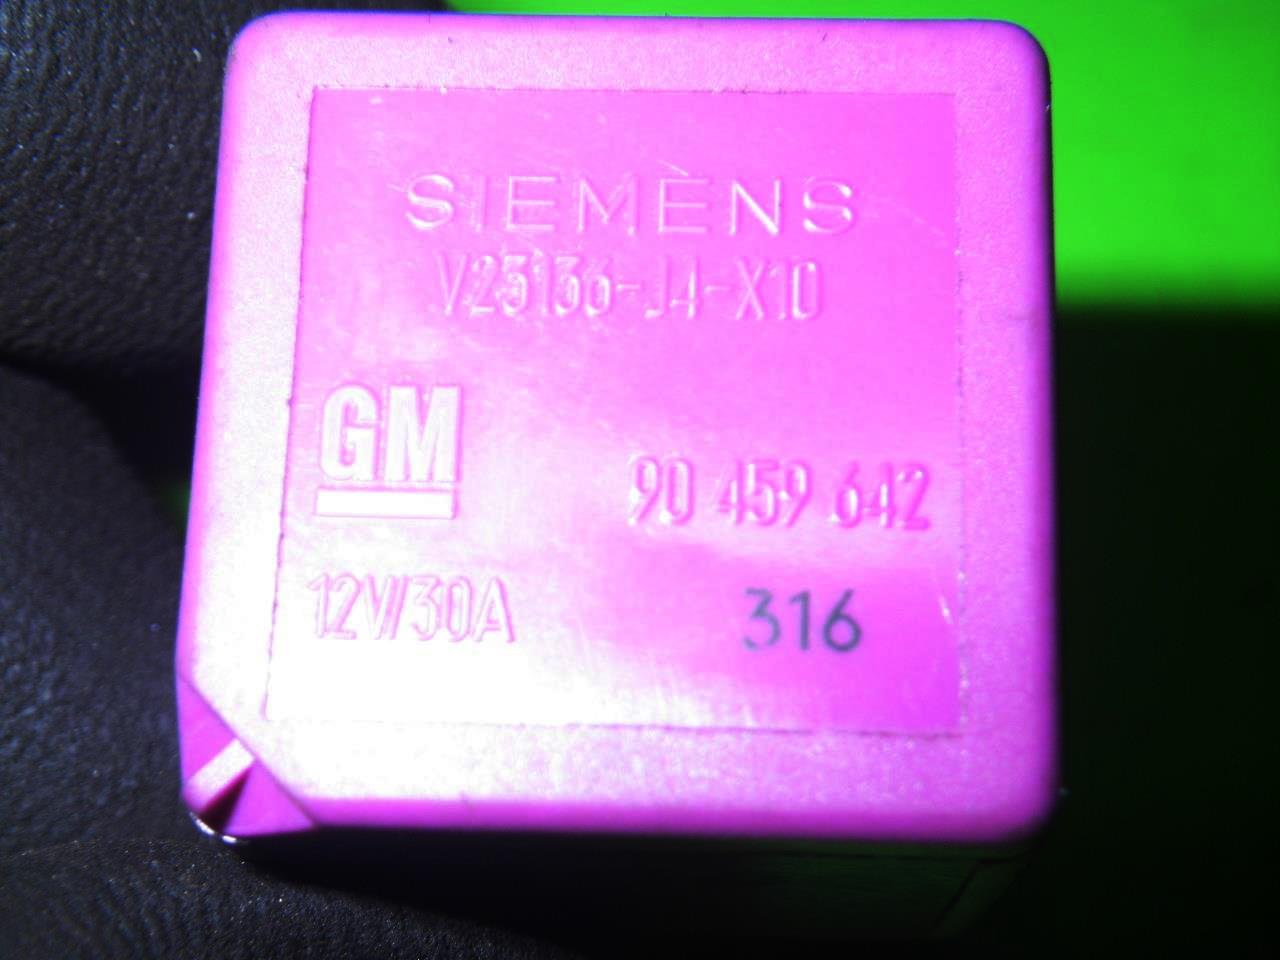 SIEMENS
V23136-J4-X10
GM
90 459 642
12V/30A
316